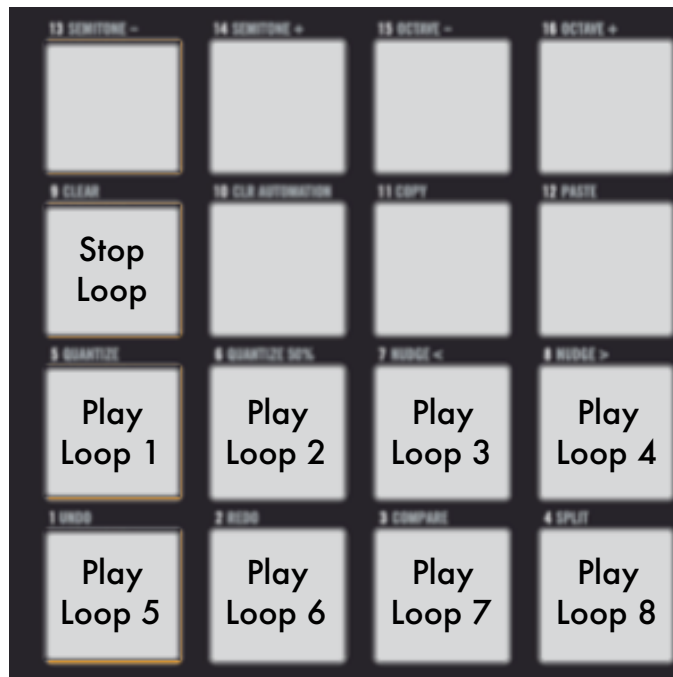 13 SEMITONE – 14 SEMITONE + 15 OCTAVE – 16 OCTAVE +
9 CLEAR 10 CLR AUTOMATION 11 COPY 12 PASTE
Stop
Loop
5 QUANTIZE 6 QUANTIZE 50% 7 NUDGE < 8 NUDGE >
Play Play Play Play
Loop 1 Loop 2 Loop 3 Loop 4
1 UNDO 2 REDO 3 COMPARE 4 SPLIT
Play Play Play Play
Loop 5 Loop 6 Loop 7 Loop 8